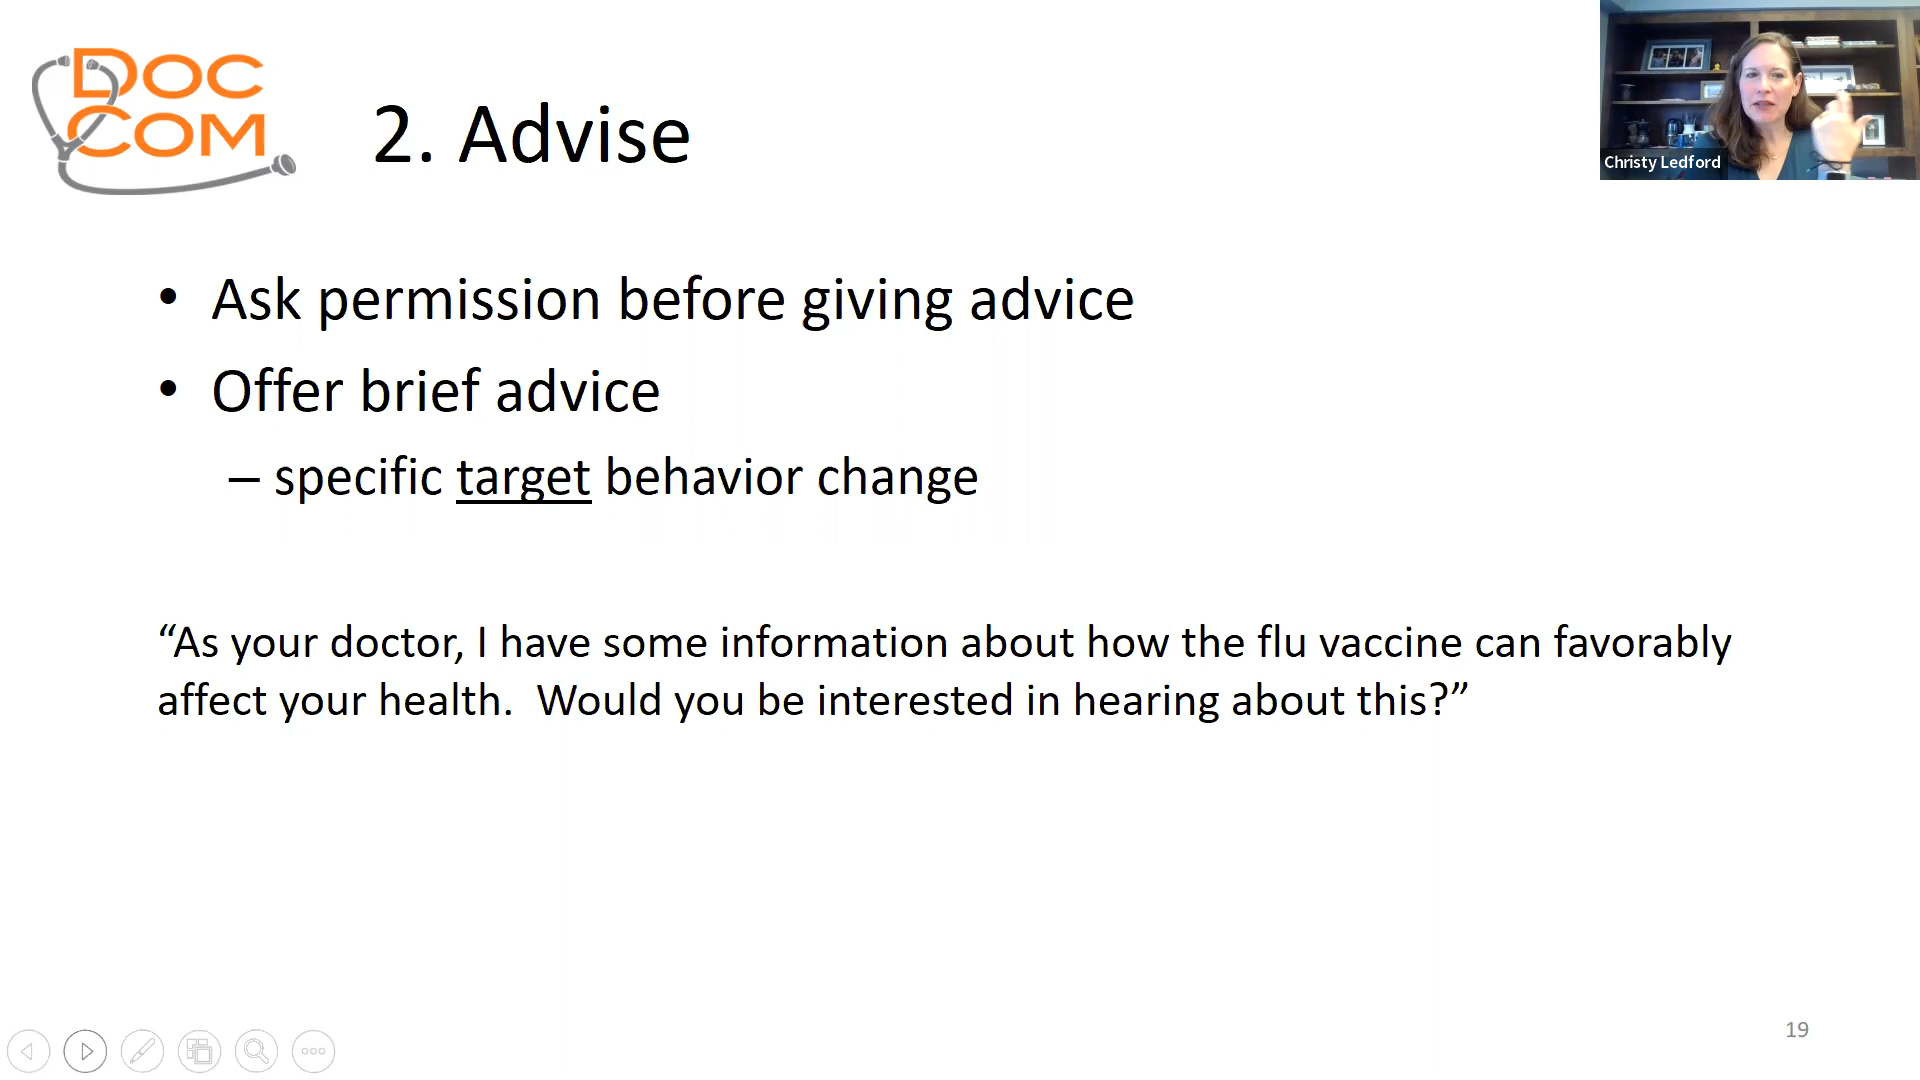 DOC
COM
2. Advise
Christy Ledford
• Ask permission before giving advice
• Offer brief advice
– specific target behavior change
“As your doctor, I have some information about how the flu vaccine can favorably
affect your health.  Would you be interested in hearing about this?”
19